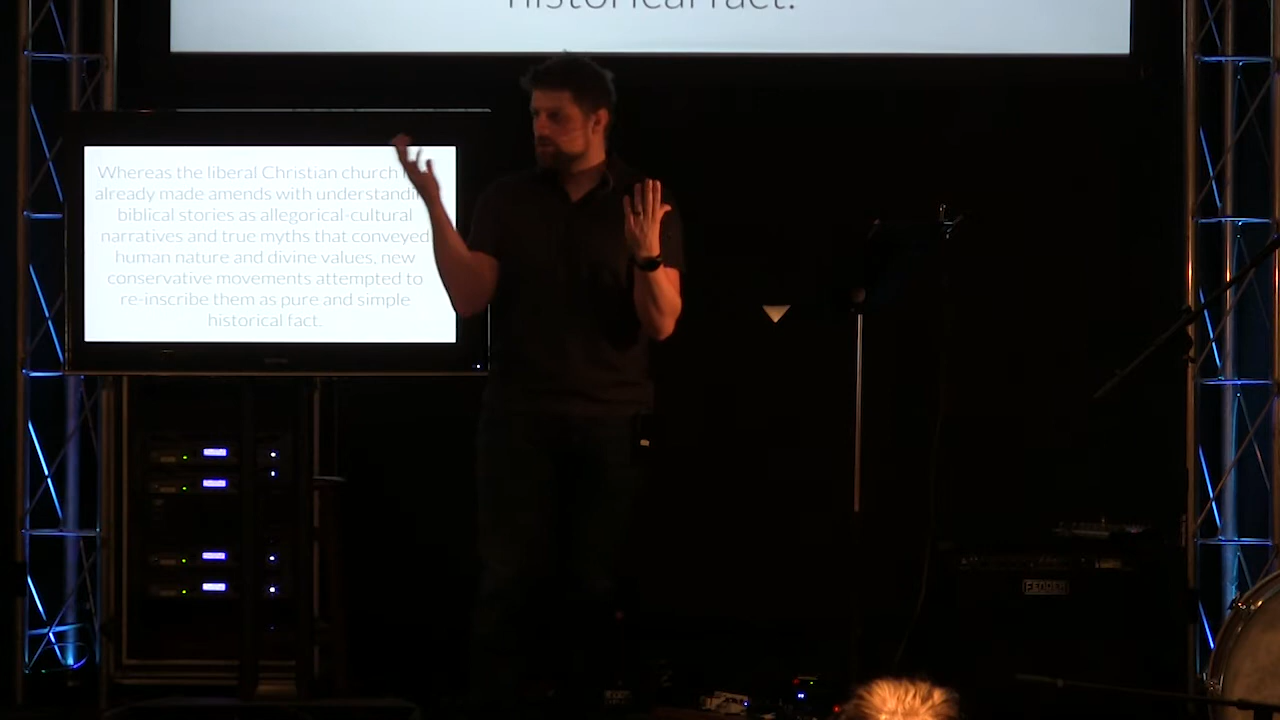 historical fact.
Whereas the liberal Christian church
already made amends with understandi
biblical stories as allegorical-cultural
narratives and true myths that conveyed
human nature and divine values, new
conservative movements attempted to
re-inscribe them as pure and simple
historical fact.
FENDER